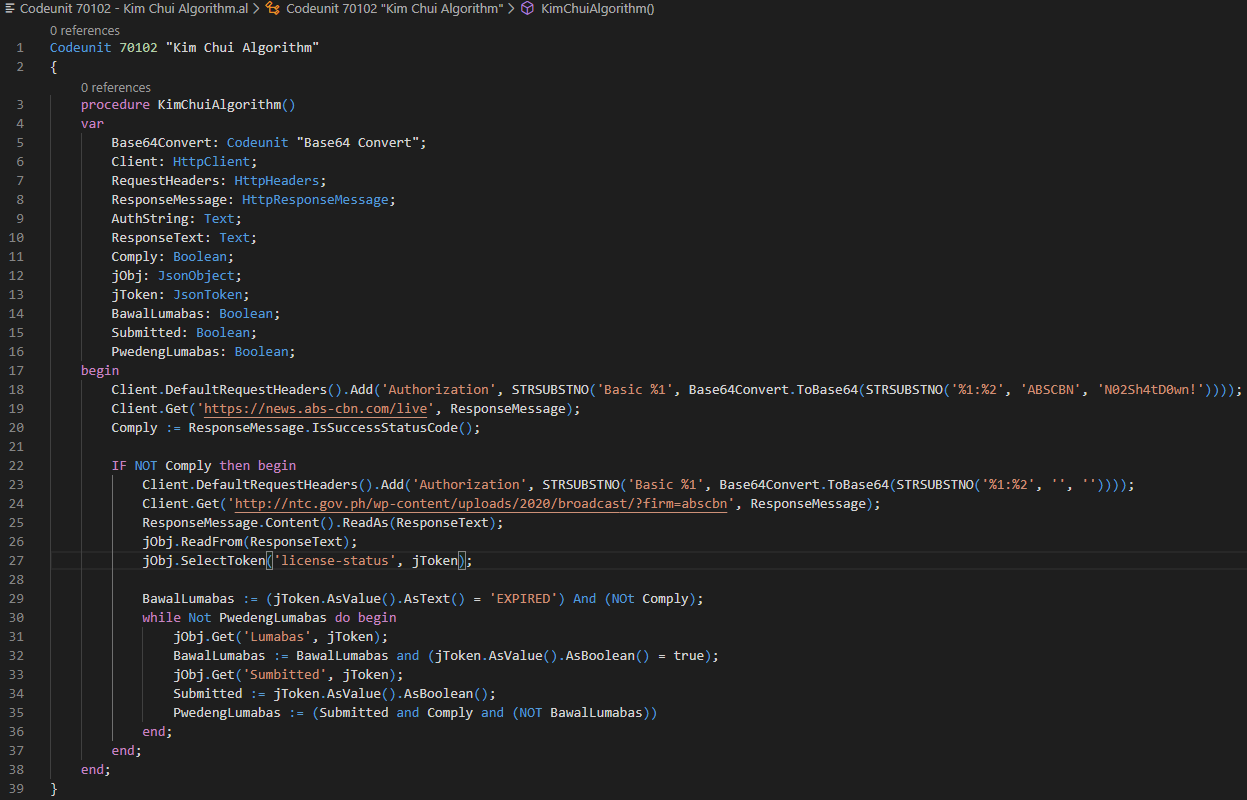 Codeunit 70102 - Kim Chui Algorithm.al > Codeunit 70102 "Kim Chui Algorithm" > KimChuiAlgorithm()
0 references
1 Codeunit 70102 "Kim Chui Algorithm"
2 {
0 references
3 procedure KimChuiAlgorithm()
4 var
5 Base64Convert: Codeunit "Base64 Convert";
6 Client: HttpClient;
7 RequestHeaders: HttpHeaders;
8 ResponseMessage: HttpResponseMessage;
9 AuthString: Text;
10 ResponseText: Text;
11 Comply: Boolean;
12 jObj: JsonObject;
13 jToken: JsonToken;
14 BawalLumabas: Boolean;
15 Submitted: Boolean;
16 PwedengLumabas: Boolean;
17 begin
18 Client.DefaultRequestHeaders().Add('Authorization', STRSUBSTNO('Basic %1', Base64Convert.ToBase64(STRSUBSTNO('%1:%2', 'ABSCBN', 'N02Sh4tD0wn!'))));
19 Client.Get('https://news.abs-cbn.com/live', ResponseMessage);
20 Comply := ResponseMessage.IsSuccessStatusCode();
21
22 IF NOT Comply then begin
23 Client.DefaultRequestHeaders().Add('Authorization', STRSUBSTNO('Basic %1', Base64Convert.ToBase64(STRSUBSTNO('%1:%2', '', ''))));
24 Client.Get('http://ntc.gov.ph/wp-content/uploads/2020/broadcast/?firm=abscbn', ResponseMessage);
25 ResponseMessage.Content().ReadAs(ResponseText);
26 jObj.ReadFrom(ResponseText);
27 jObj.SelectToken('license-status', jToken);
28
29 BawalLumabas := (jToken.AsValue().AsText() = 'EXPIRED') And (NOt Comply);
30 while Not PwedengLumabas do begin
31 jObj.Get('Lumabas', jToken);
32 BawalLumabas := BawalLumabas and (jToken.AsValue().AsBoolean() = true);
33 jObj.Get('Sumbitted', jToken);
34 Submitted := jToken.AsValue().AsBoolean();
35 PwedengLumabas := (Submitted and Comply and (NOT BawalLumabas))
36 end;
37 end;
38 end;
39 }